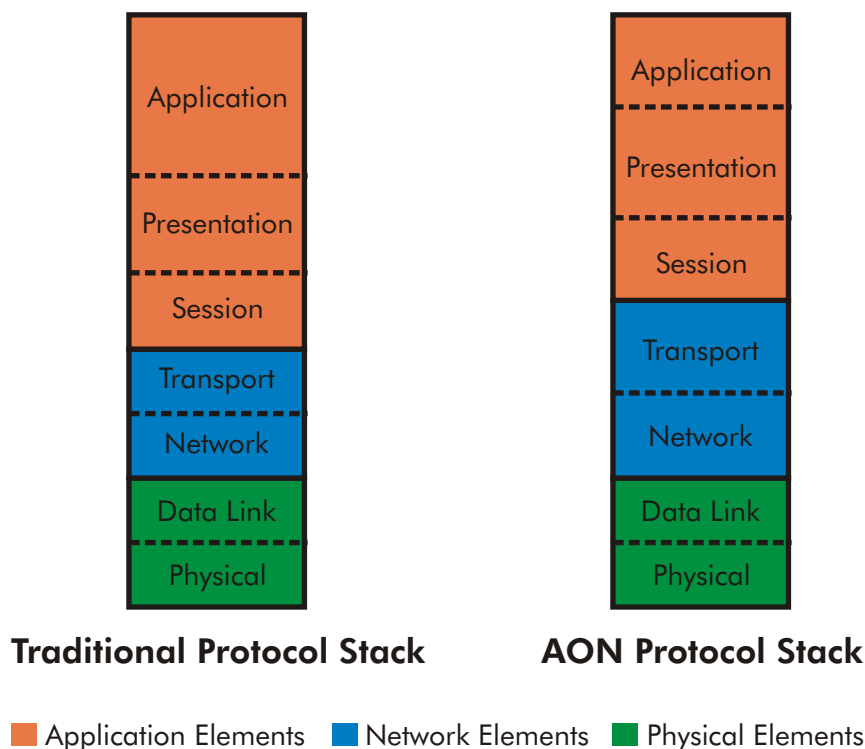 Application
Presentation
Session
Transport
Network
Data Link
Physical
Traditional Protocol Stack
Application
Presentation
Session
Transport
Network
Data Link
Physical
AON Protocol Stack
Application Elements
Network Elements
Physical Elements